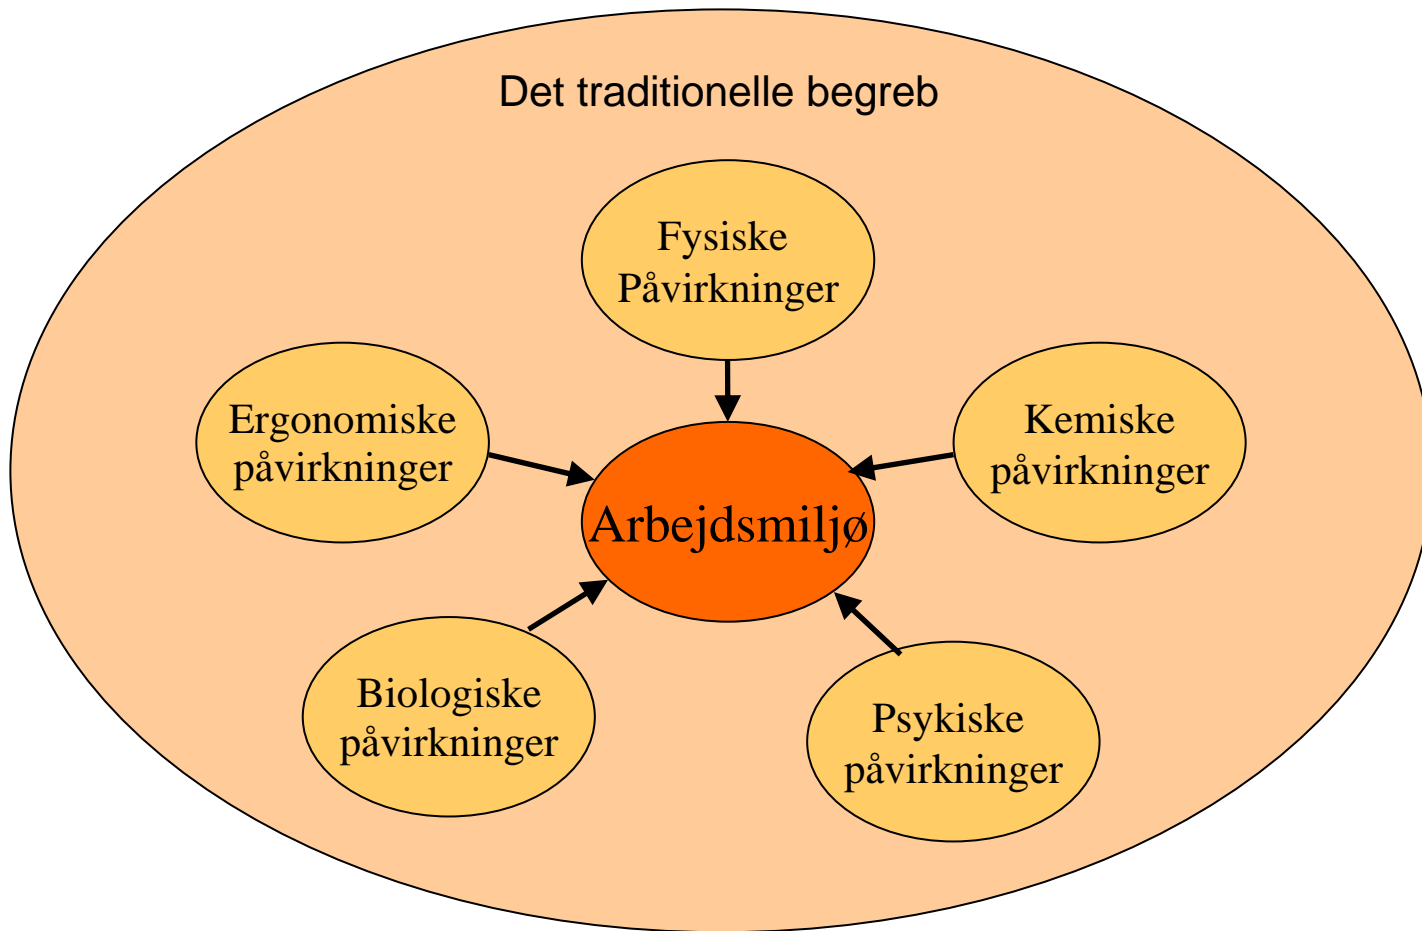 Det traditionelle begreb
Fysiske
Påvirkninger
Ergonomiske
påvirkninger
Kemiske
påvirkninger
Arbejdsmiljø
Biologiske
påvirkninger
Psykiske
påvirkninger